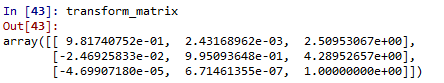 In [43]: transform_matrix
Out[43]:
array([[ 9.81740752e-01, 2.43168962e-03, 2.50953067e+00],
[-2.46925833e-02, 9.95093648e-01, 4.28952657e+00],
[-4.69907180e-05, 6.71461355e-07, 1.00000000e+00]])